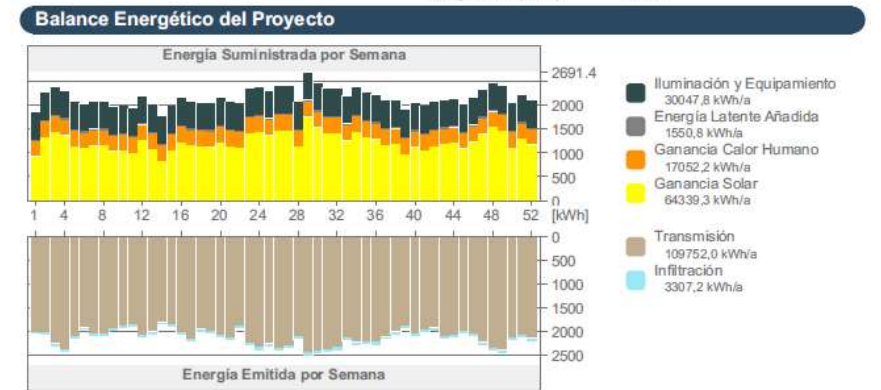 Balance Energético del Proyecto
Energía Suministrada por Semana
2691.4
2000
1500
1000
500
0
1 4 8 12 16 20 24 28 32 36 40 44 48 52 [kWh]
0
500
1000
1500
2000
2500
Energía Emitida por Semana
Iluminación y Equipamiento
30047,8 kWh/a
Energía Latente Añadida
1550,8 kWh/a
Ganancia Calor Humano
17052,2 kWh/a
Ganancia Solar
64339,3 kWh/a
Transmisión
109752,0 kWh/a
Infiltración
3307,2 kWh/a